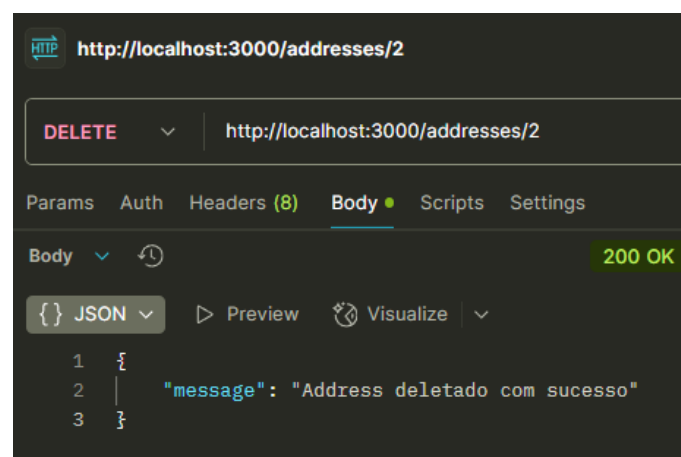 HTTP http://localhost:3000/addresses/2
DELETE http://localhost:3000/addresses/2
Params Auth Headers (8) Body Scripts Settings
Body 200 OK
{} JSON Preview Visualize
1 {
2 "message": "Address deletado com sucesso"
3 }